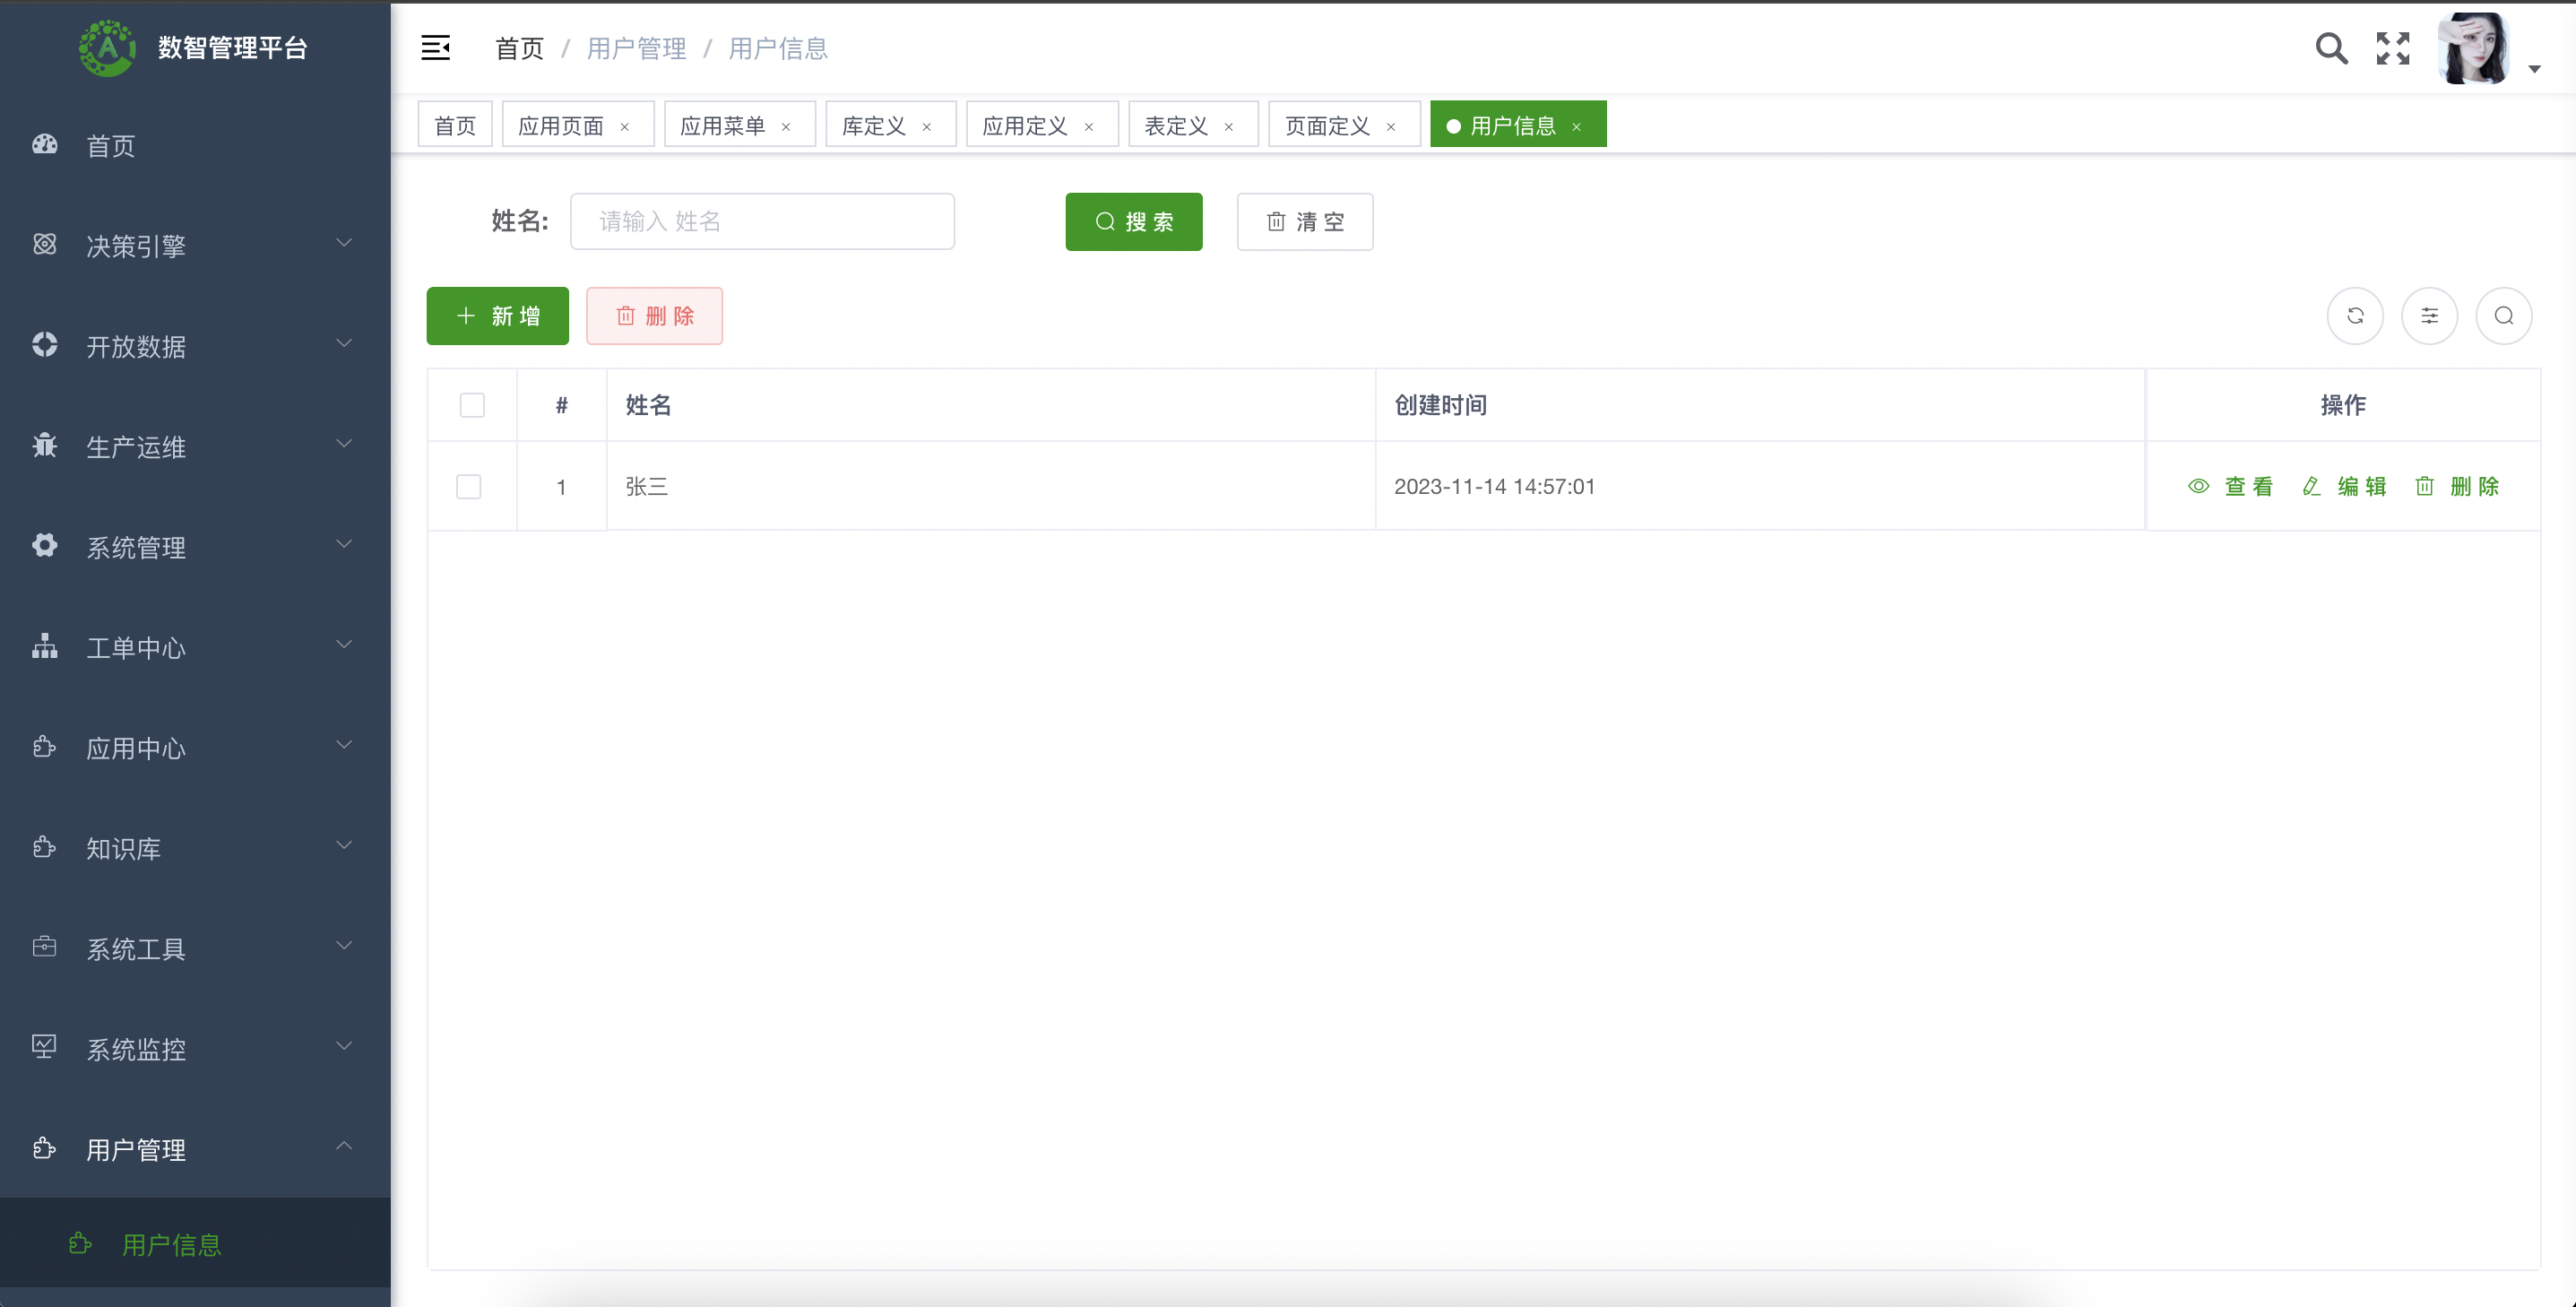 数智管理平台
首页
决策引擎
开放数据
生产运维
系统管理
工单中心
应用中心
知识库
系统工具
系统监控
用户管理
用户信息
首页 / 用户管理 / 用户信息
首页 应用页面 × 应用菜单 × 库定义 × 应用定义 × 表定义 × 页面定义 × 用户信息 ×
姓名: 请输入 姓名 搜 索 清 空
新 增 删 除
# 姓名 创建时间 操作
1 张三 2023-11-14 14:57:01 查 看 编 辑 删 除